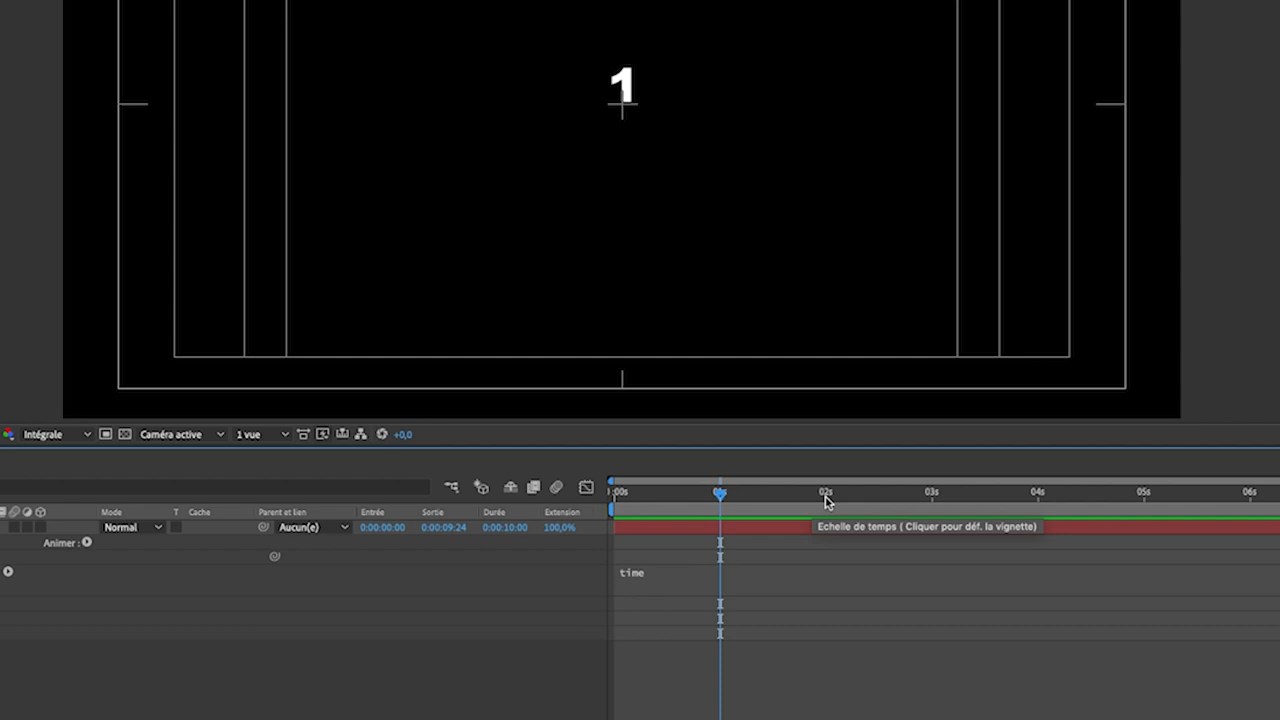 1
Intégrale Caméra active 1 vue +0,0
:00s 02s 03s 04s 05s 06s
Mode T Cache Parent et lien Entrée Sortie Durée Extension
Normal Aucun(e) 0:00:00:00 0:00:09:24 0:00:10:00 100,0% Echelle de temps ( Cliquer pour déf. la vignette)
Animer :
time